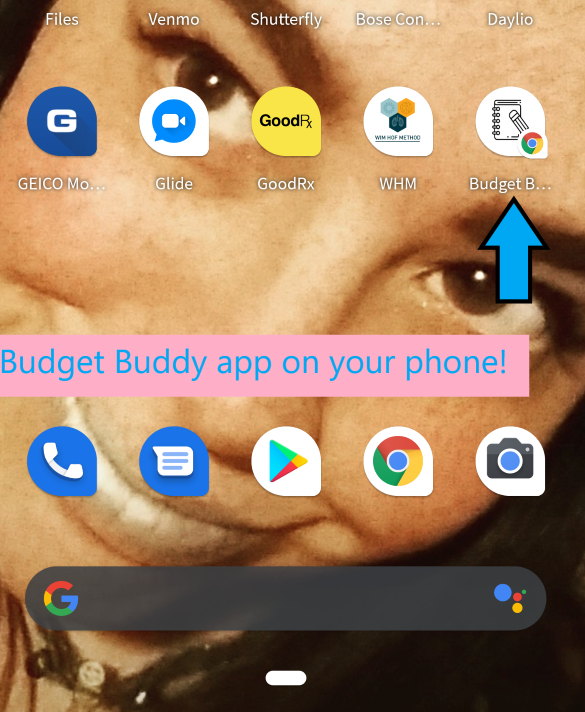 Files Venmo Shutterfly Bose Con... Daylio
G GoodRx WIM HOF METHOD
GEICO Mo... Glide GoodRx WHM Budget B...
Budget Buddy app on your phone!
G